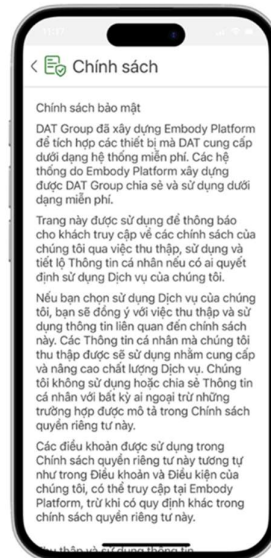 Chính sách
Chính sách bảo mật
DAT Group đã xây dựng Embody Platform
để tích hợp các thiết bị mà DAT cung cấp
dưới dạng hệ thống miễn phí. Các hệ
thống do Embody Platform xây dựng
được DAT Group chia sẻ và sử dụng dưới
dạng miễn phí.
Trang này được sử dụng để thông báo
cho khách truy cập về các chính sách của
chúng tôi qua việc thu thập, sử dụng và
tiết lộ Thông tin cá nhân nếu có ai quyết
định sử dụng Dịch vụ của chúng tôi.
Nếu bạn chọn sử dụng Dịch vụ của chúng
tôi, bạn sẽ đồng ý với việc thu thập và sử
dụng thông tin liên quan đến chính sách
này. Các Thông tin cá nhân mà chúng tôi
thu thập được sẽ sử dụng nhằm cung cấp
và nâng cao chất lượng Dịch vụ. Chúng
tôi không sử dụng hoặc chia sẻ Thông tin
cá nhân với bất kỳ ai ngoại trừ những
trường hợp được mô tả trong Chính sách
quyền riêng tư này.
Các điều khoản được sử dụng trong
Chính sách quyền riêng tư này tương tự
như trong Điều khoản và Điều kiện của
chúng tôi, có thể truy cập tại Embody
Platform, trừ khi có quy định khác trong
chính sách quyền riêng tư này.
thập và sử dụng thông tin